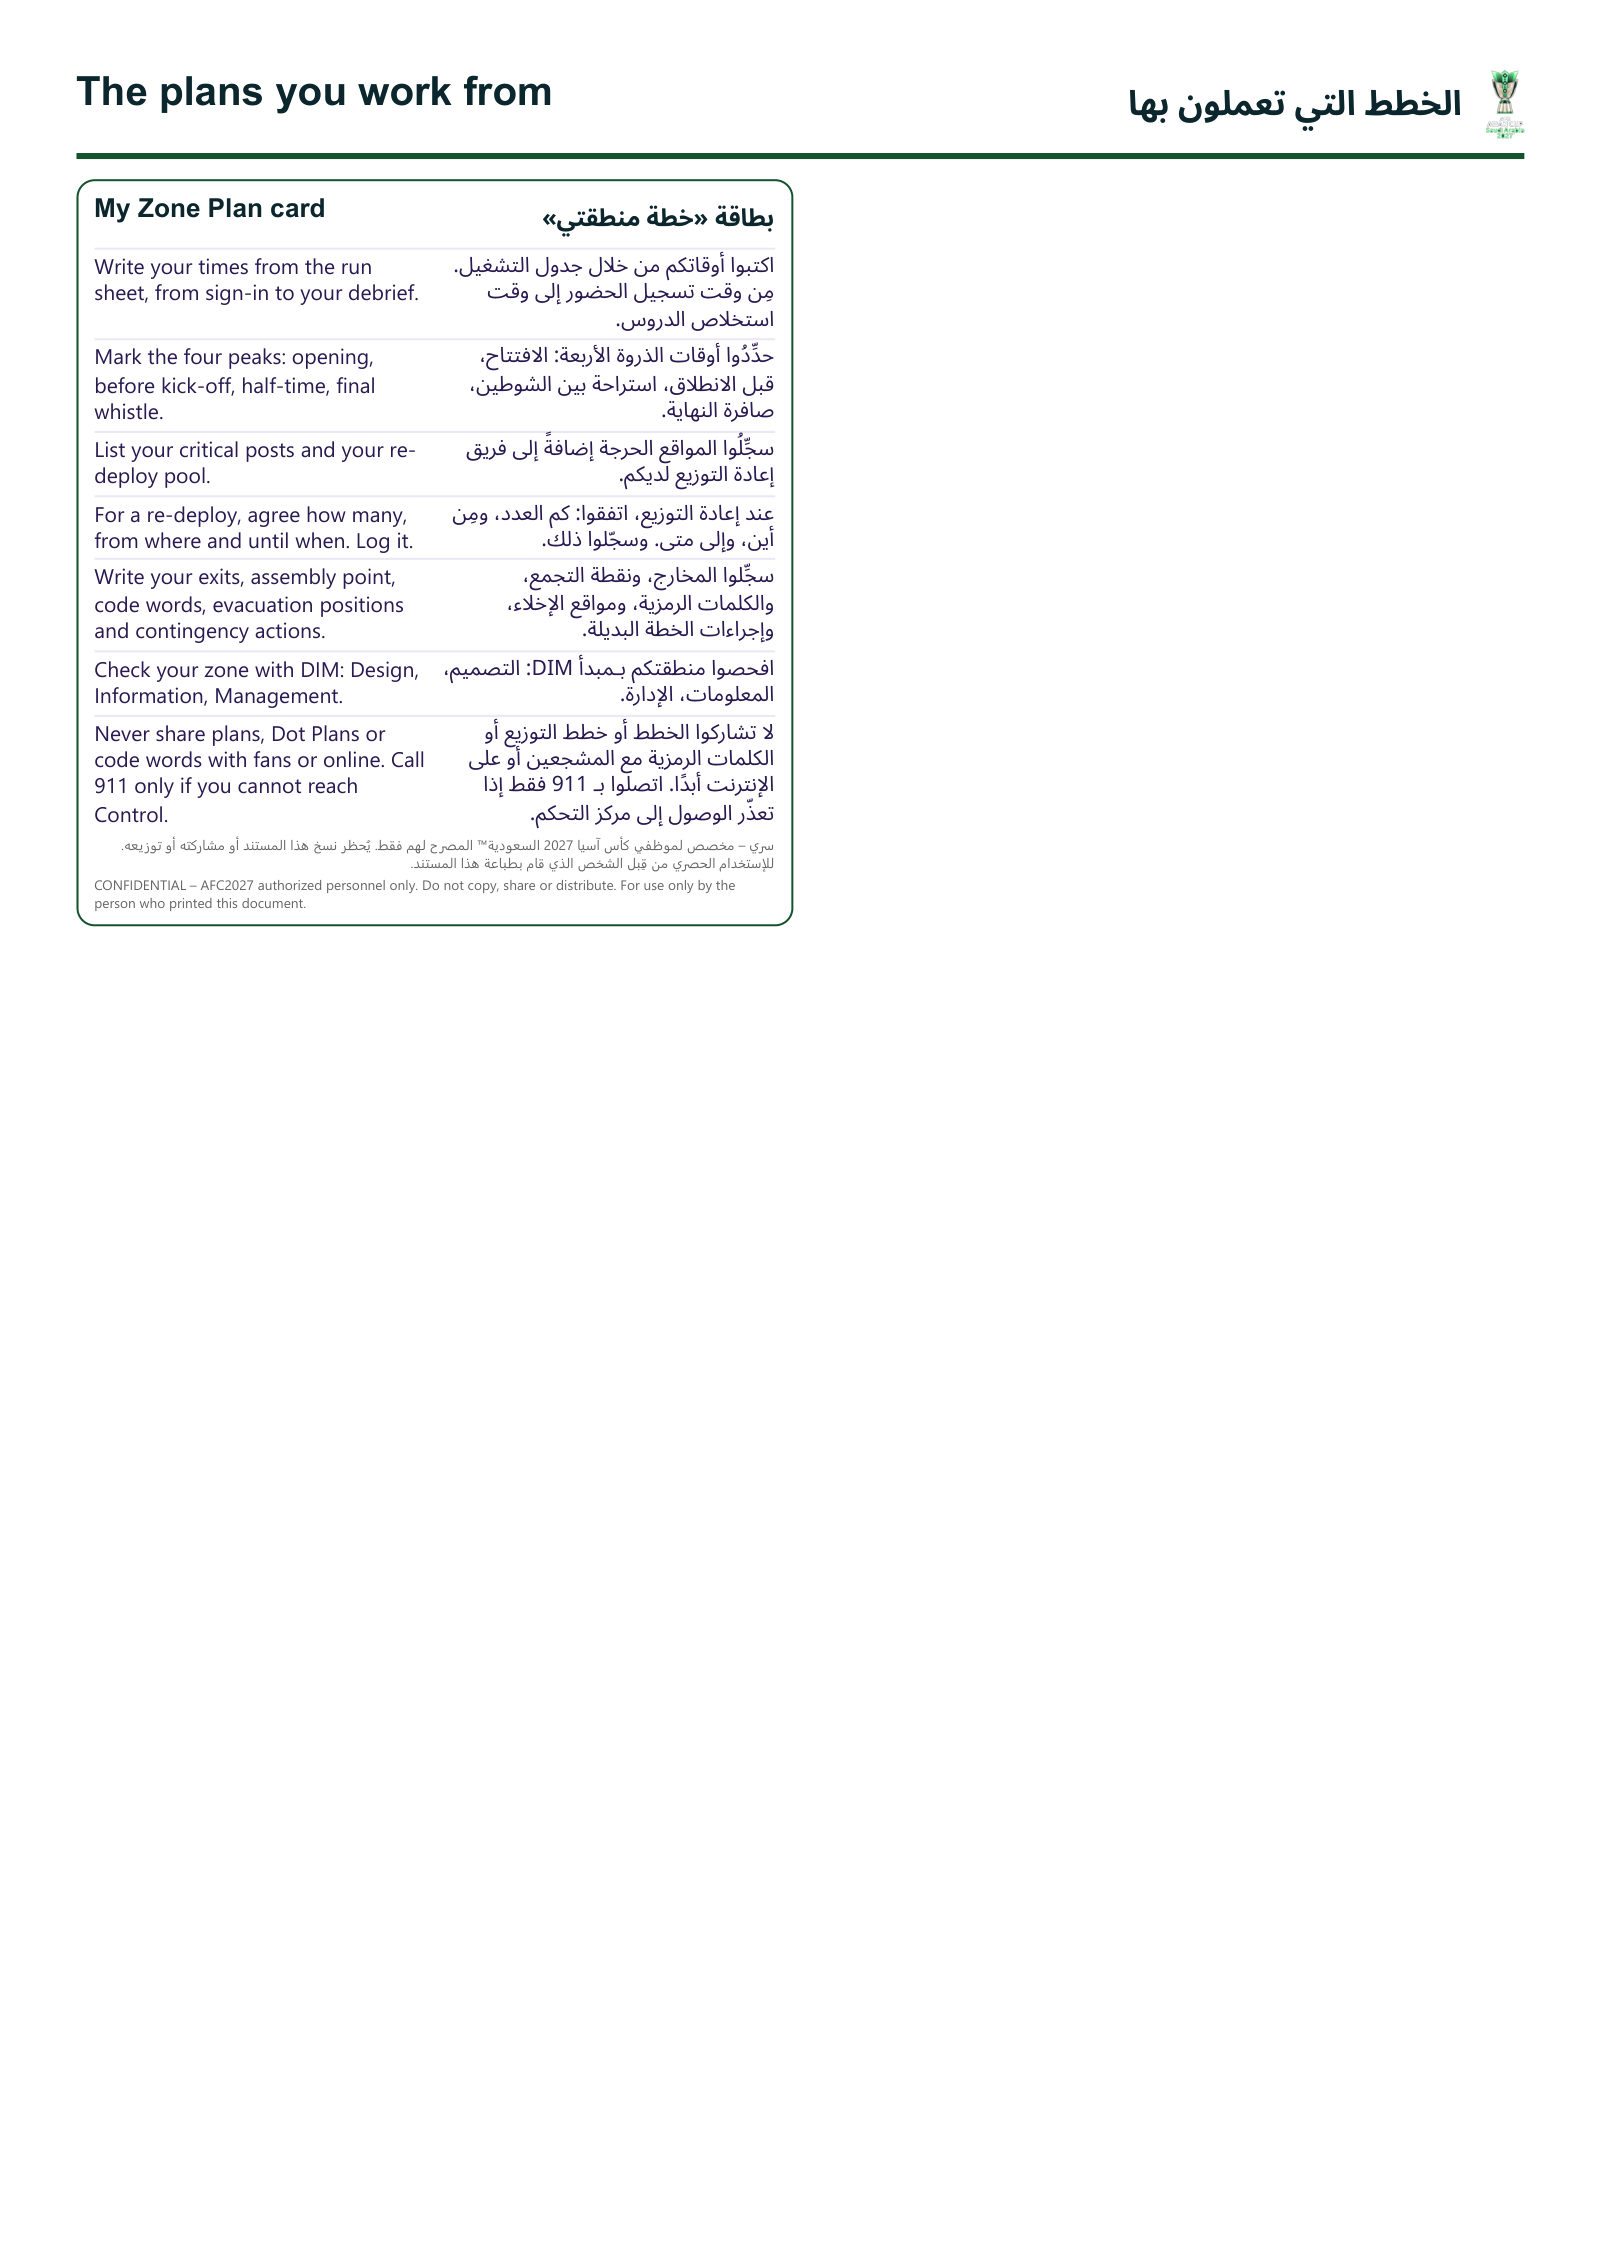 The plans you work from
الخطط التي تعملون بها
Saudi Arabia
2027
My Zone Plan card
بطاقة «خطة منطقتي»
Write your times from the run
sheet, from sign-in to your debrief.
اكتبوا أوقاتكم من خلال جدول التشغيل.
مِن وقت تسجيل الحضور إلى وقت
استخلاص الدروس.
Mark the four peaks: opening,
before kick-off, half-time, final
whistle.
حدِّدُوا أوقات الذروة الأربعة: الافتتاح،
قبل الانطلاق، استراحة بين الشوطين،
صافرة النهاية.
List your critical posts and your re-
deploy pool.
سجِّلُوا المواقع الحرجة إضافةً إلى فريق
إعادة التوزيع لديكم.
For a re-deploy, agree how many,
from where and until when. Log it.
عند إعادة التوزيع، اتفقوا: كم العدد، ومِن
أين، وإلى متى. وسجّلوا ذلك.
Write your exits, assembly point,
code words, evacuation positions
and contingency actions.
سجِّلوا المخارج، ونقطة التجمع،
والكلمات الرمزية، ومواقع الإخلاء،
وإجراءات الخطة البديلة.
Check your zone with DIM: Design,
Information, Management.
افحصوا منطقتكم بـمبدأ DIM: التصميم،
المعلومات، الإدارة.
Never share plans, Dot Plans or
code words with fans or online. Call
911 only if you cannot reach
Control.
لا تشاركوا الخطط أو خطط التوزيع أو
الكلمات الرمزية مع المشجعين أو على
الإنترنت أبدًا. اتصلوا بـ 911 فقط إذا
تعذّر الوصول إلى مركز التحكم.
سري – مخصص لموظفي كأس آسيا 2027 السعودية™ المصرح لهم فقط. يُحظر نسخ هذا المستند أو مشاركته أو توزيعه.
للإستخدام الحصري من قِبل الشخص الذي قام بطباعة هذا المستند.
CONFIDENTIAL – AFC2027 authorized personnel only. Do not copy, share or distribute. For use only by the
person who printed this document.